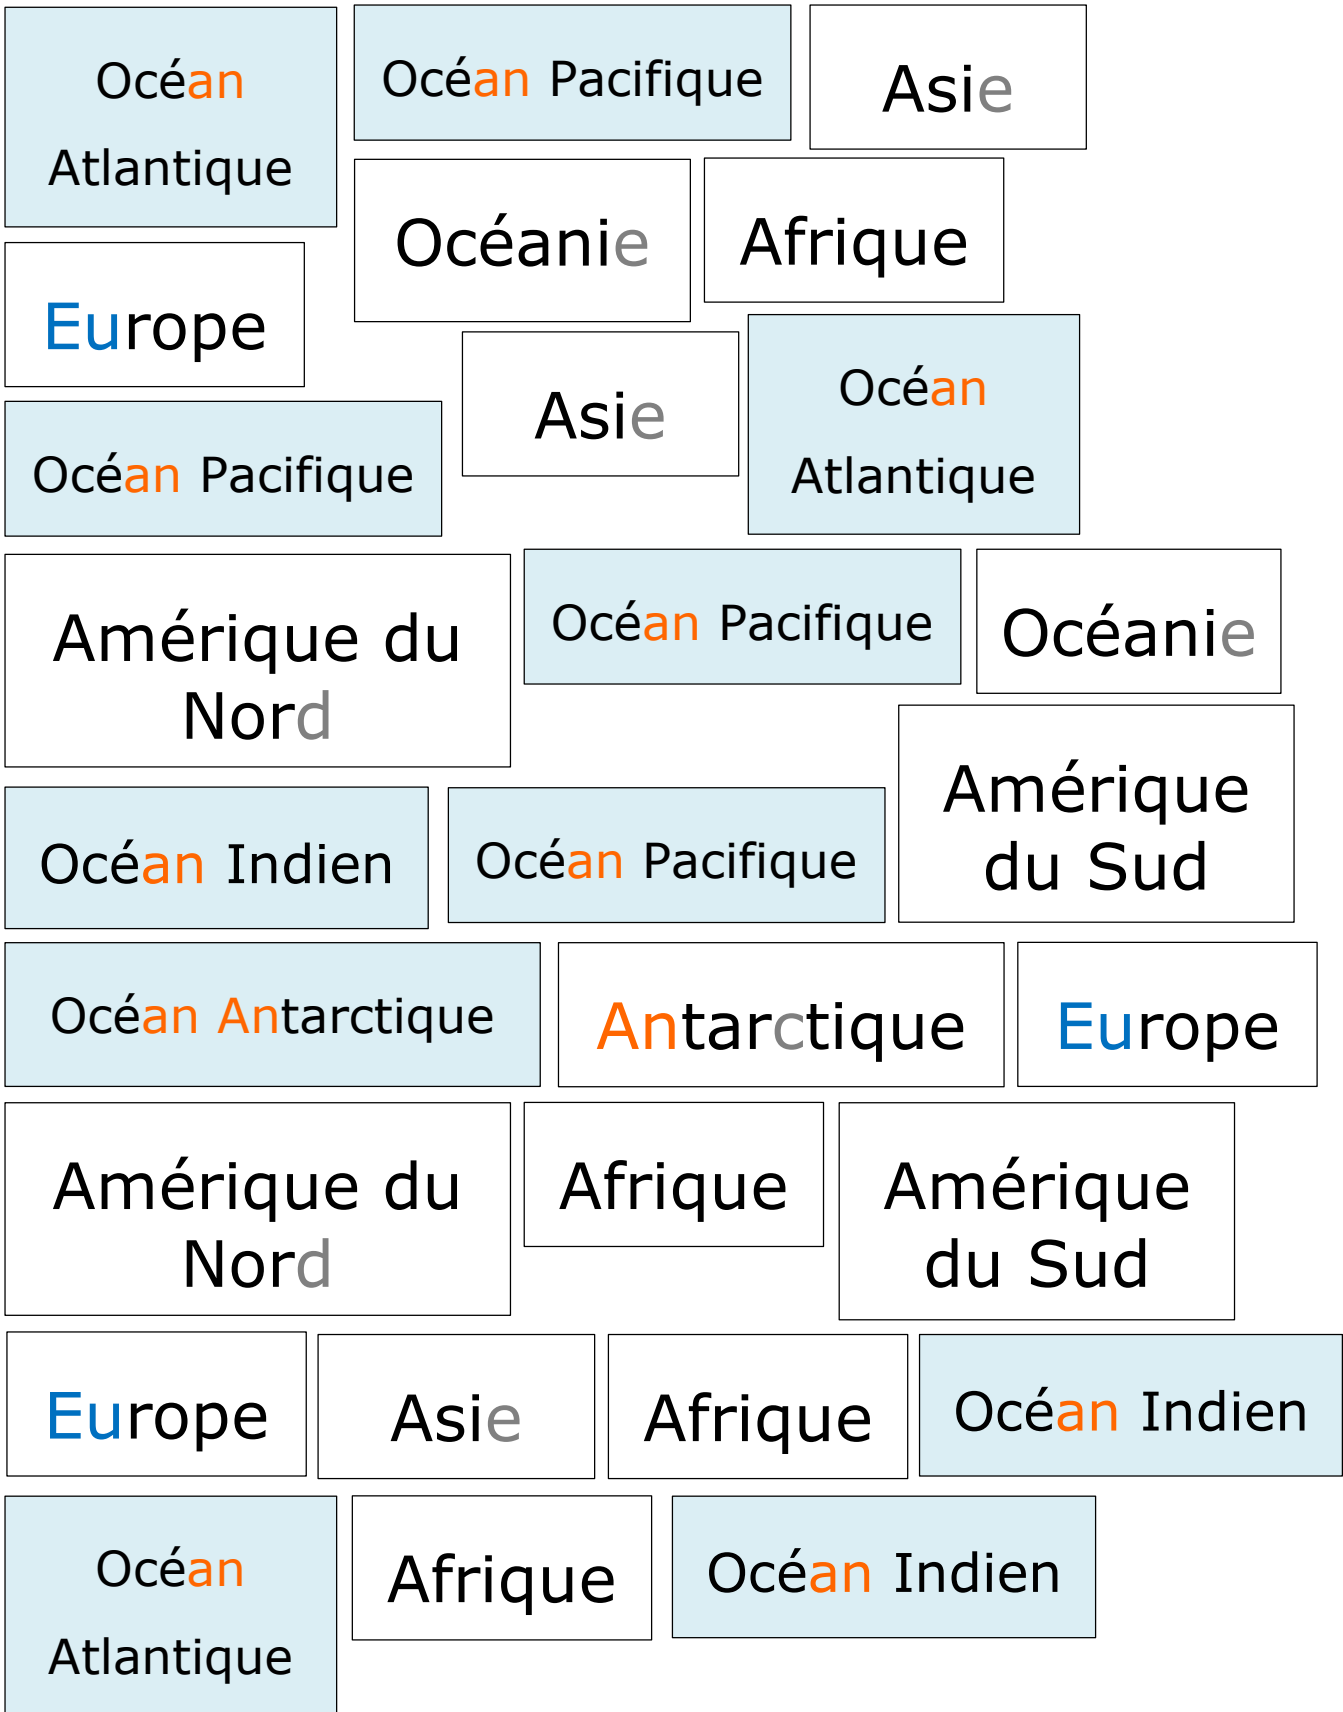 Océan
Atlantique
Océan Pacifique
Asie
Océanie
Afrique
Europe
Asie
Océan
Atlantique
Océan Pacifique
Amérique du
Nord
Océan Pacifique
Océanie
Amérique
du Sud
Océan Indien
Océan Pacifique
Océan Antarctique
Antarctique
Europe
Amérique du
Nord
Afrique
Amérique
du Sud
Europe
Asie
Afrique
Océan Indien
Océan
Atlantique
Afrique
Océan Indien